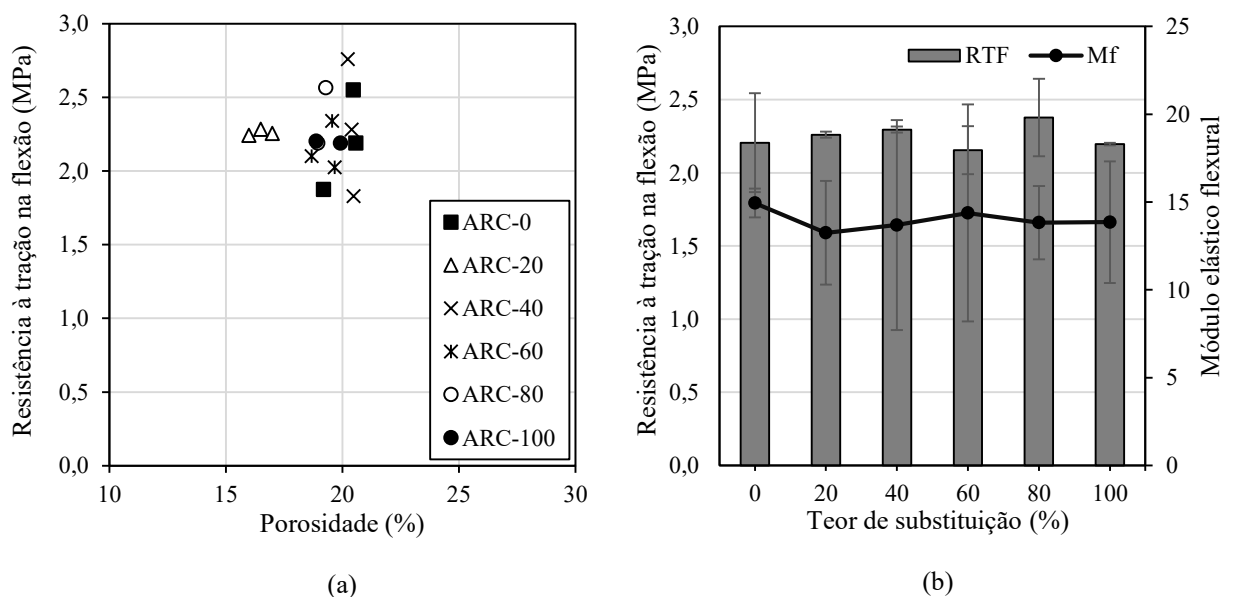 3,0
2,5
2,0
1,5
1,0
0,5
0,0
Resistência à tração na flexão (MPa)
ARC-0
ARC-20
ARC-40
ARC-60
ARC-80
ARC-100
10 15 20 25 30
Porosidade (%)
(a)
3,0
2,5
2,0
1,5
1,0
0,5
0,0
Resistência à tração na flexão (MPa)
RTF Mf
25
20
15
10
5
0
Módulo elástico flexural
0 20 40 60 80 100
Teor de substituição (%)
(b)